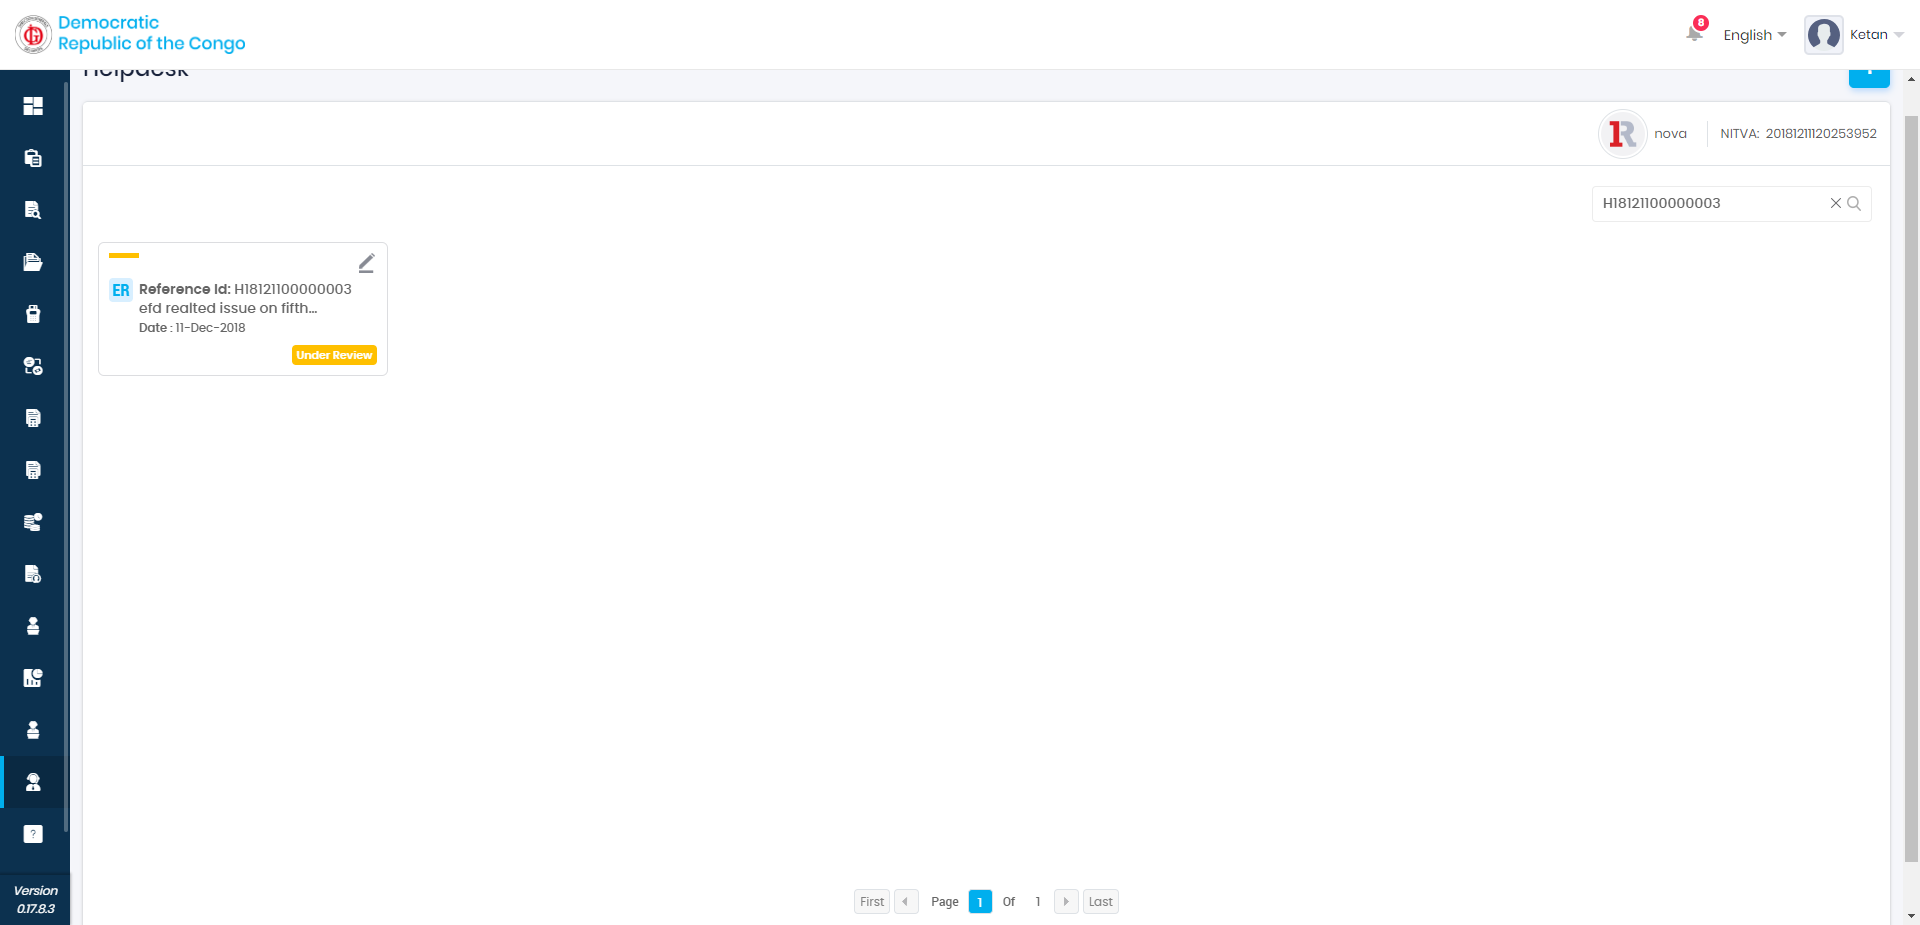 Democratic
Republic of the Congo
8
English
Ketan
Helpdesk
1R
nova
NITVA: 20181211120253952
H18121100000003
ER
Reference Id: H18121100000003
efd realted issue on fifth...
Date : 11-Dec-2018
Under Review
?
Version
0.17.8.3
First
Page
1
Of
1
Last